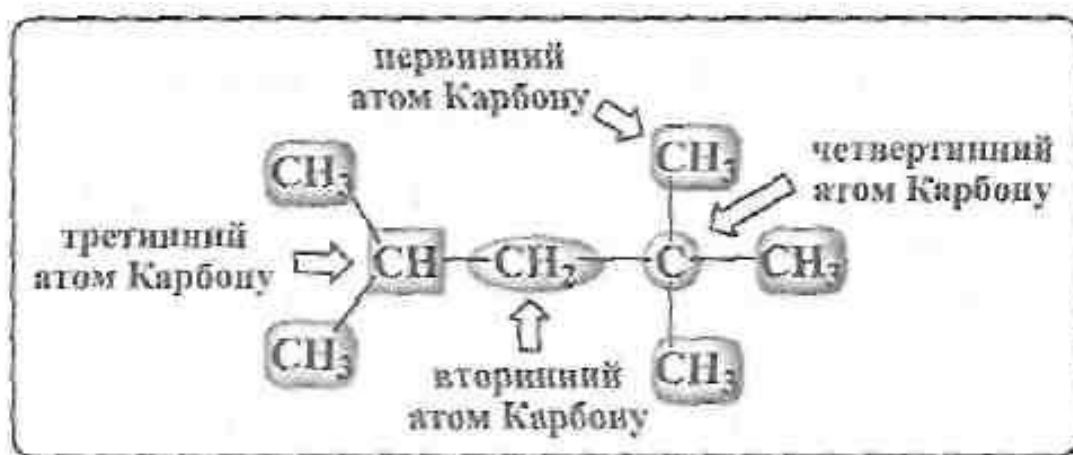 первинний
атом Карбону
CH₃ CH₃
четвертинний
атом Карбону
третинний
атом Карбону
CH CH₂ C CH₃
CH₃ CH₃
вторинний
атом Карбону